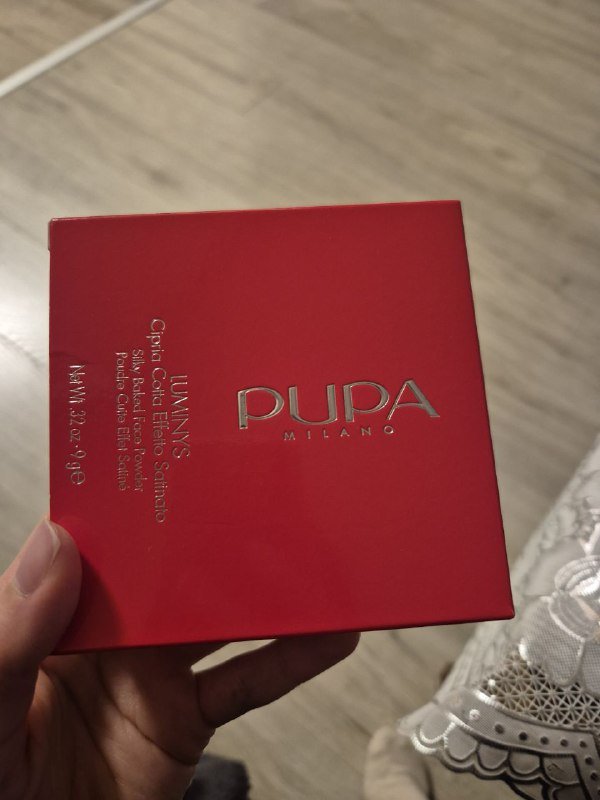 PUPA
MILANO
LUMINYS
Cipria Cotta Effetto Satinato
Silky Baked Face Powder
Poudre Cuite Effet Satiné
Net Wt. .32 oz · 9 g ℮